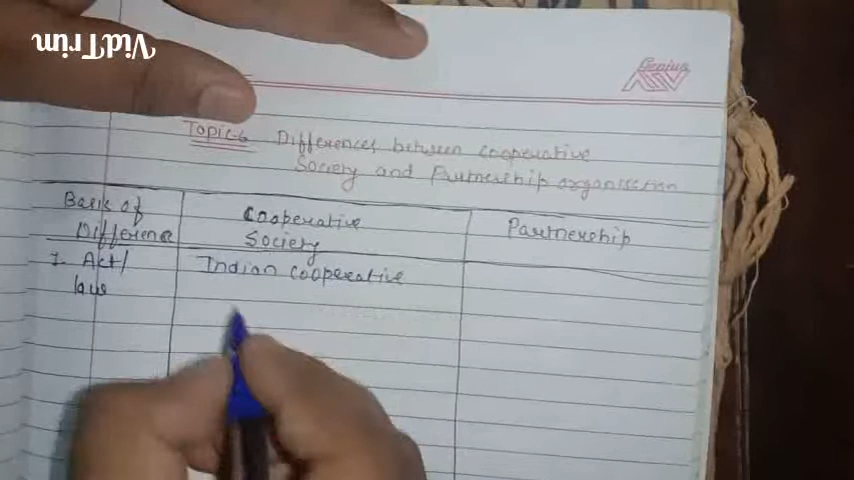 VidTrim
Genius
Topic-6 Differences between cooperative
Society and Partnership organisation
Basis of Difference
Cooperative Society
Partnership
1. Act/ law
Indian cooperative